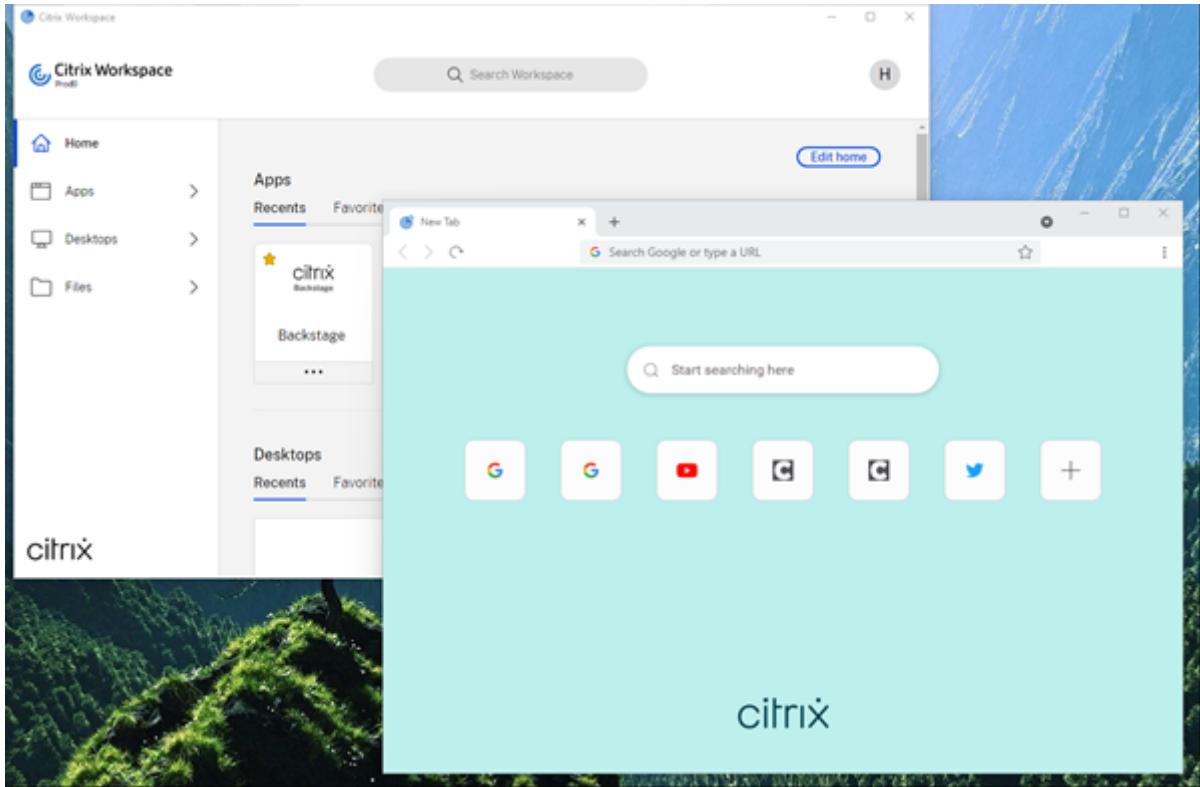 Citrix Workspace
Citrix Workspace
Prod0
Search Workspace
H
Home
Apps
Desktops
Files
citrix
Edit home
Apps
Recents Favorite
citrix
Backstage
Backstage
Desktops
Recents Favorite
New Tab
Search Google or type a URL
Start searching here
citrix